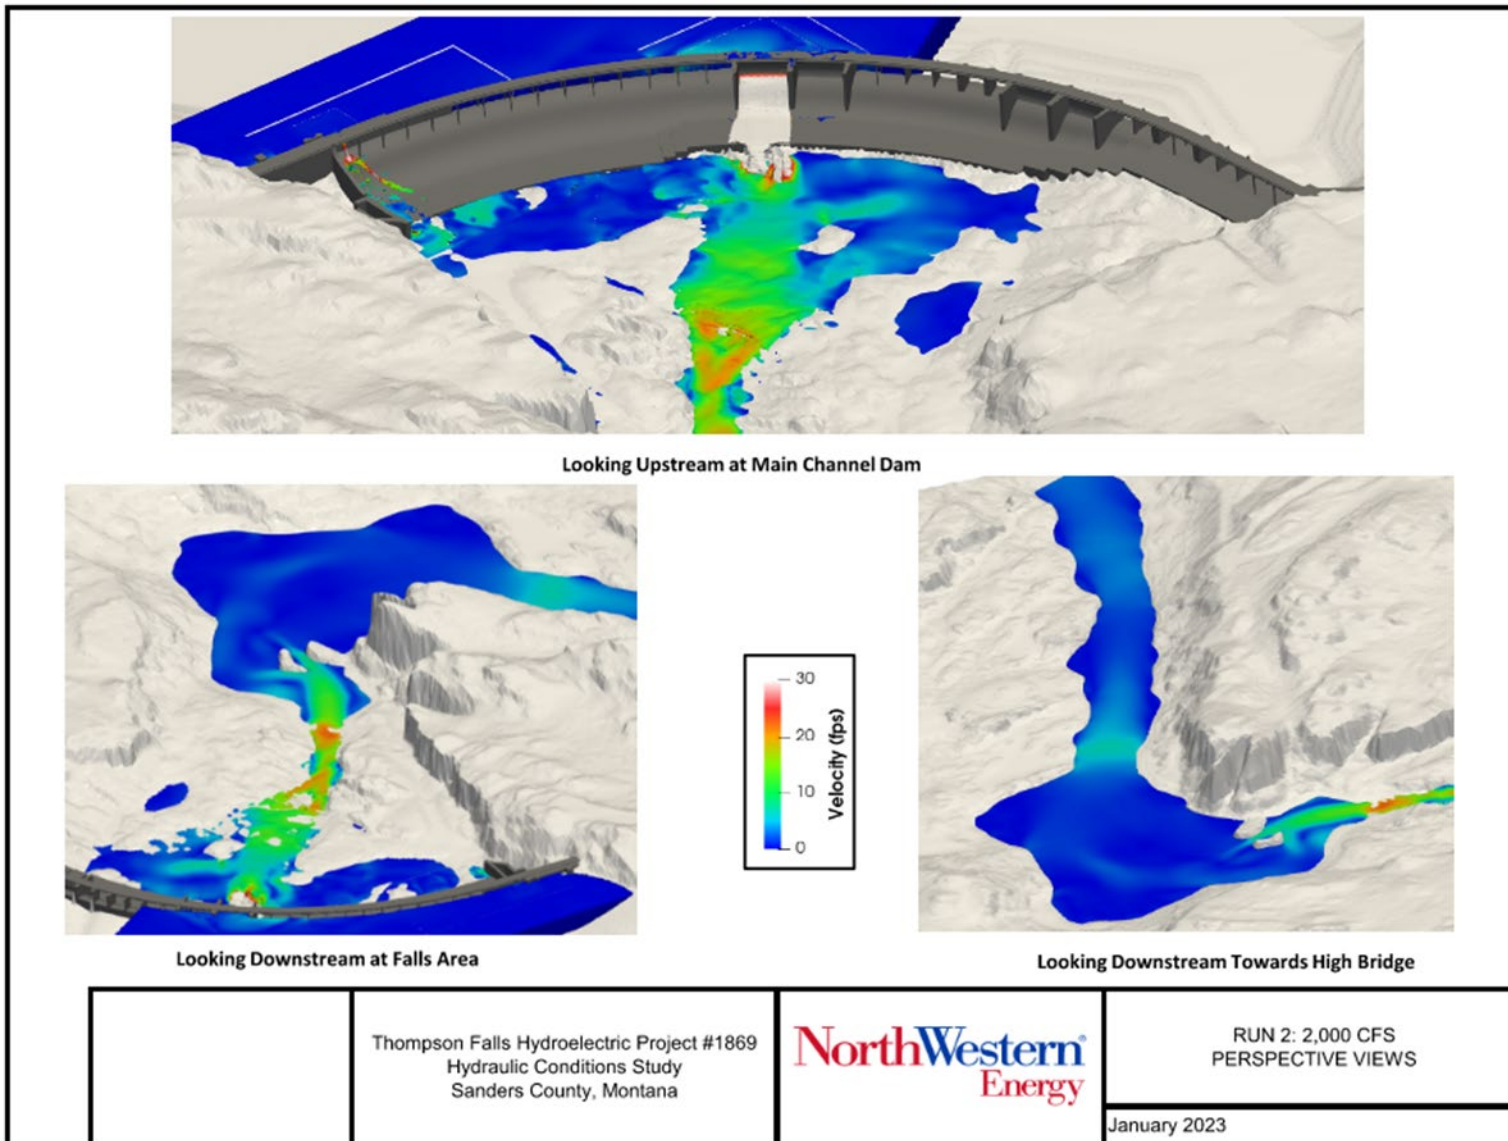 Looking Upstream at Main Channel Dam
30
20
10
0
Velocity (fps)
Looking Downstream at Falls Area
Looking Downstream Towards High Bridge
Thompson Falls Hydroelectric Project #1869
Hydraulic Conditions Study
Sanders County, Montana
NorthWestern®
Energy
RUN 2: 2,000 CFS
PERSPECTIVE VIEWS
January 2023